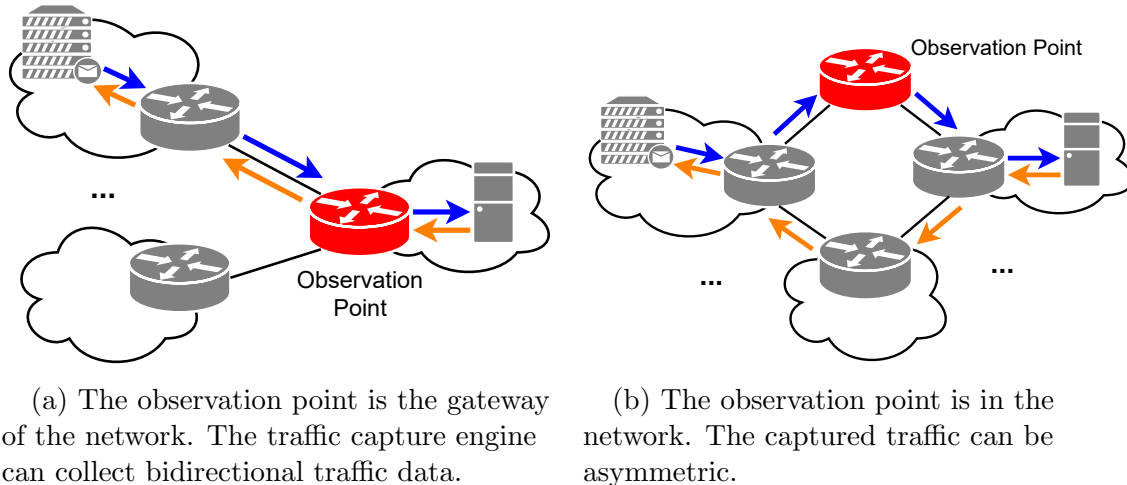 ...
Observation
Point
(a) The observation point is the gateway
of the network. The traffic capture engine
can collect bidirectional traffic data.
Observation Point
...
...
(b) The observation point is in the
network. The captured traffic can be
asymmetric.